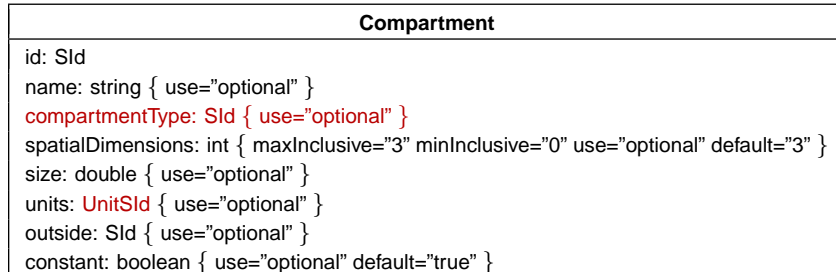 Compartment
id: SId
name: string { use=”optional” }
compartmentType: SId { use=”optional” }
spatialDimensions: int { maxInclusive=”3” minInclusive=”0” use=”optional” default=”3” }
size: double { use=”optional” }
units: UnitSId { use=”optional” }
outside: SId { use=”optional” }
constant: boolean { use=”optional” default=”true” }